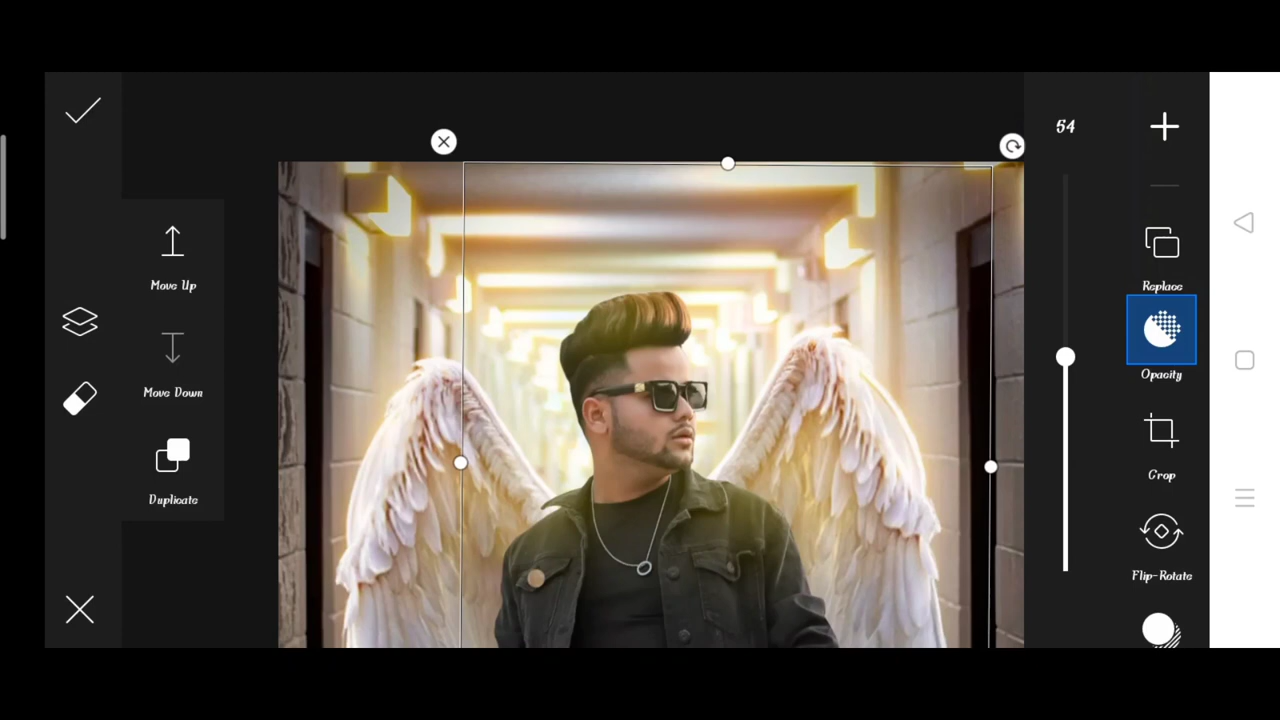 54
Move Up
Replace
Opacity
Move Down
Crop
Duplicate
Flip-Rotate